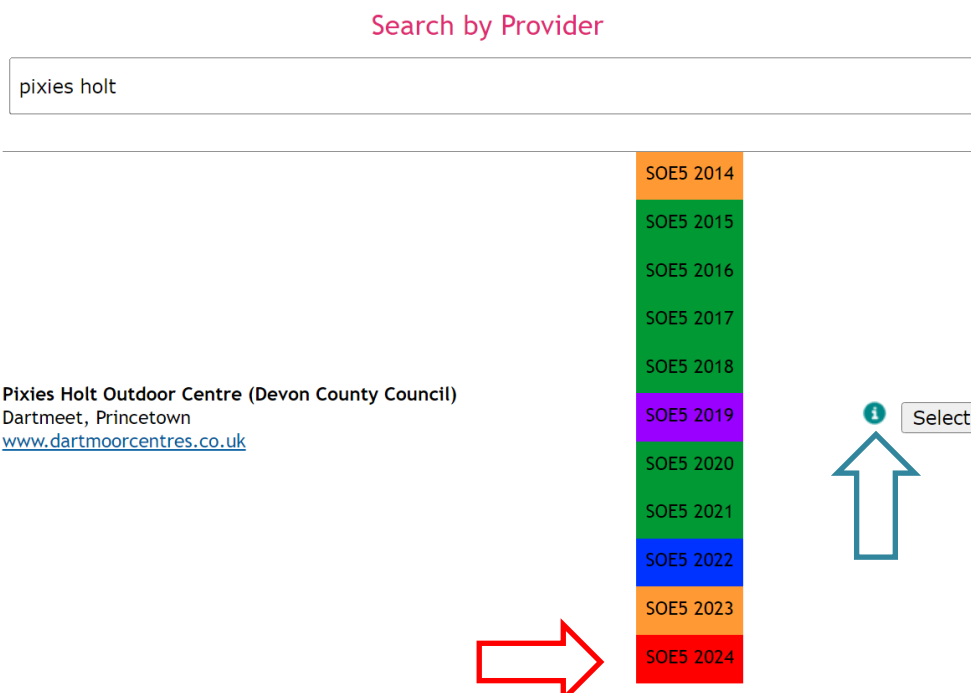 Search by Provider
pixies holt
SOE5 2014
SOE5 2015
SOE5 2016
SOE5 2017
SOE5 2018
Pixies Holt Outdoor Centre (Devon County Council)
Dartmeet, Princetown
www.dartmoorcentres.co.uk
SOE5 2019
i
Select
SOE5 2020
SOE5 2021
SOE5 2022
SOE5 2023
SOE5 2024